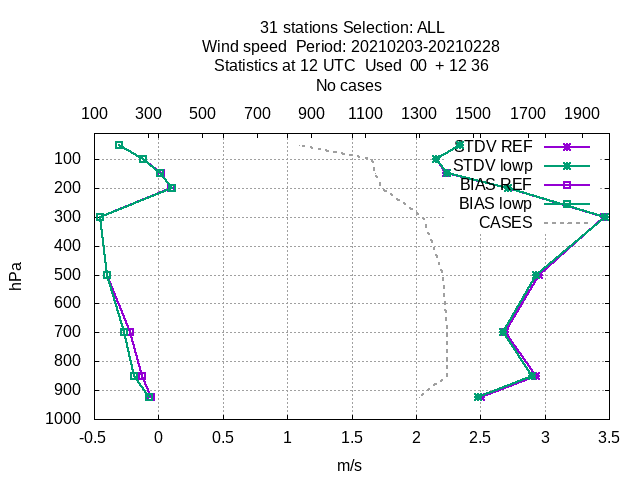 31 stations Selection: ALL
Wind speed  Period: 20210203-20210228
Statistics at 12 UTC  Used  00  + 12 36
No cases
100 300 500 700 900 1100 1300 1500 1700 1900
STDV REF
STDV lowp
BIAS REF
BIAS lowp
CASES
100
200
300
400
500
600
700
800
900
1000
hPa
-0.5 0 0.5 1 1.5 2 2.5 3 3.5
m/s